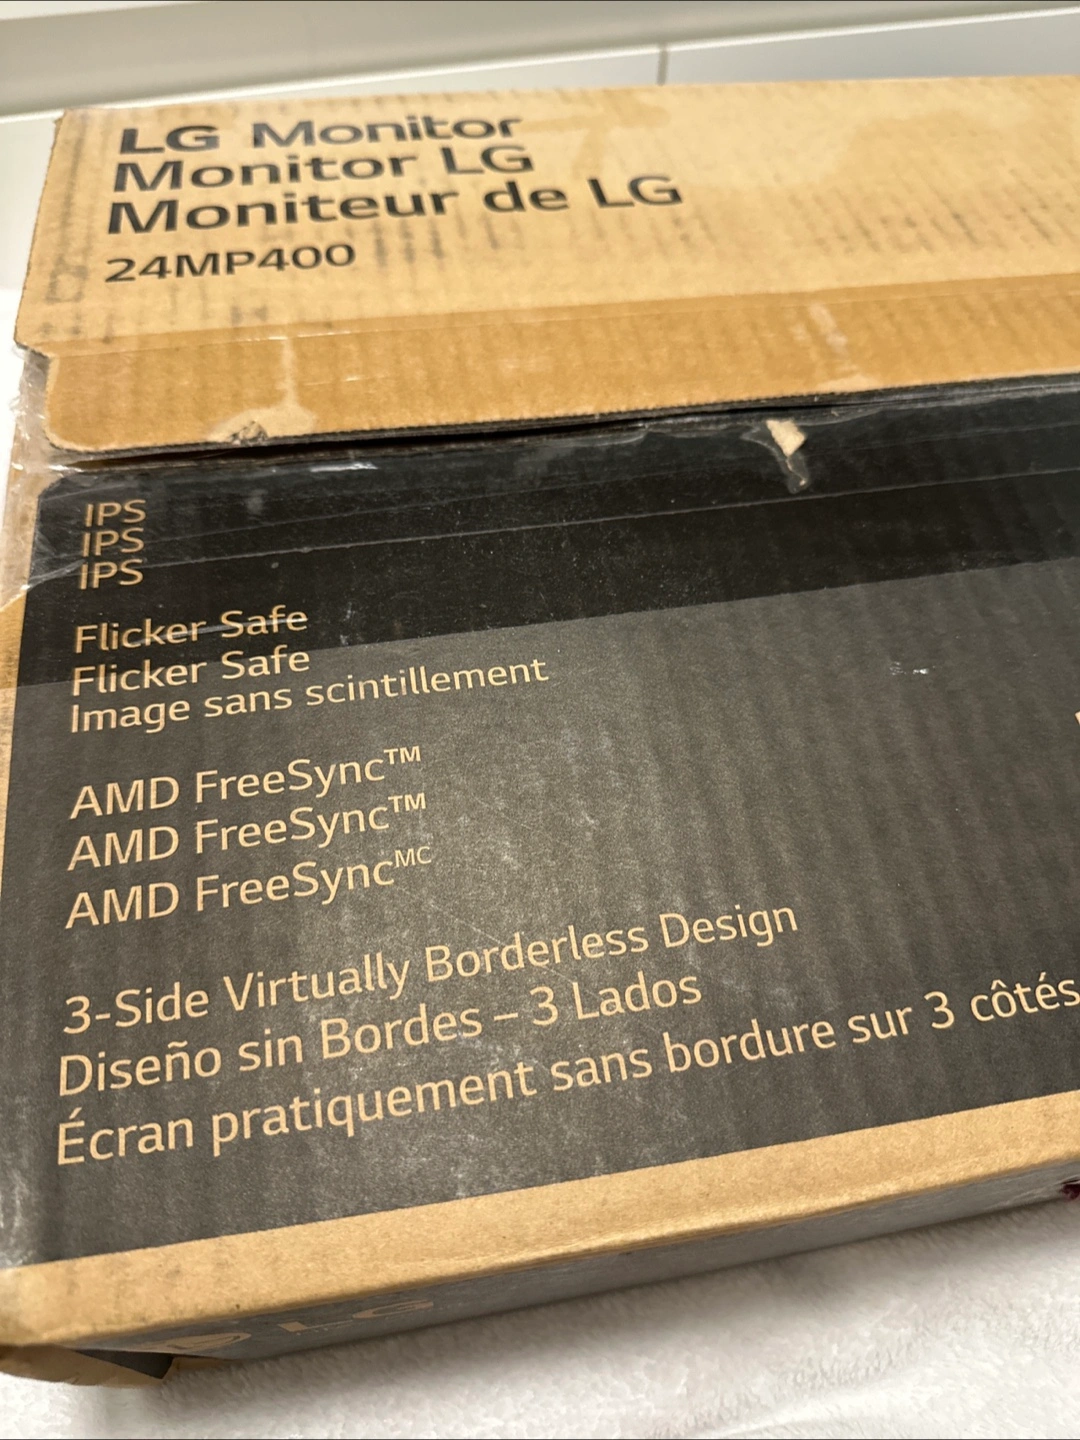 LG Monitor
Monitor LG
Moniteur de LG
24MP400
IPS
IPS
IPS
Flicker Safe
Flicker Safe
Image sans scintillement
AMD FreeSync™
AMD FreeSync™
AMD FreeSyncᴹᶜ
3-Side Virtually Borderless Design
Diseño sin Bordes – 3 Lados
Écran pratiquement sans bordure sur 3 côtés
LG